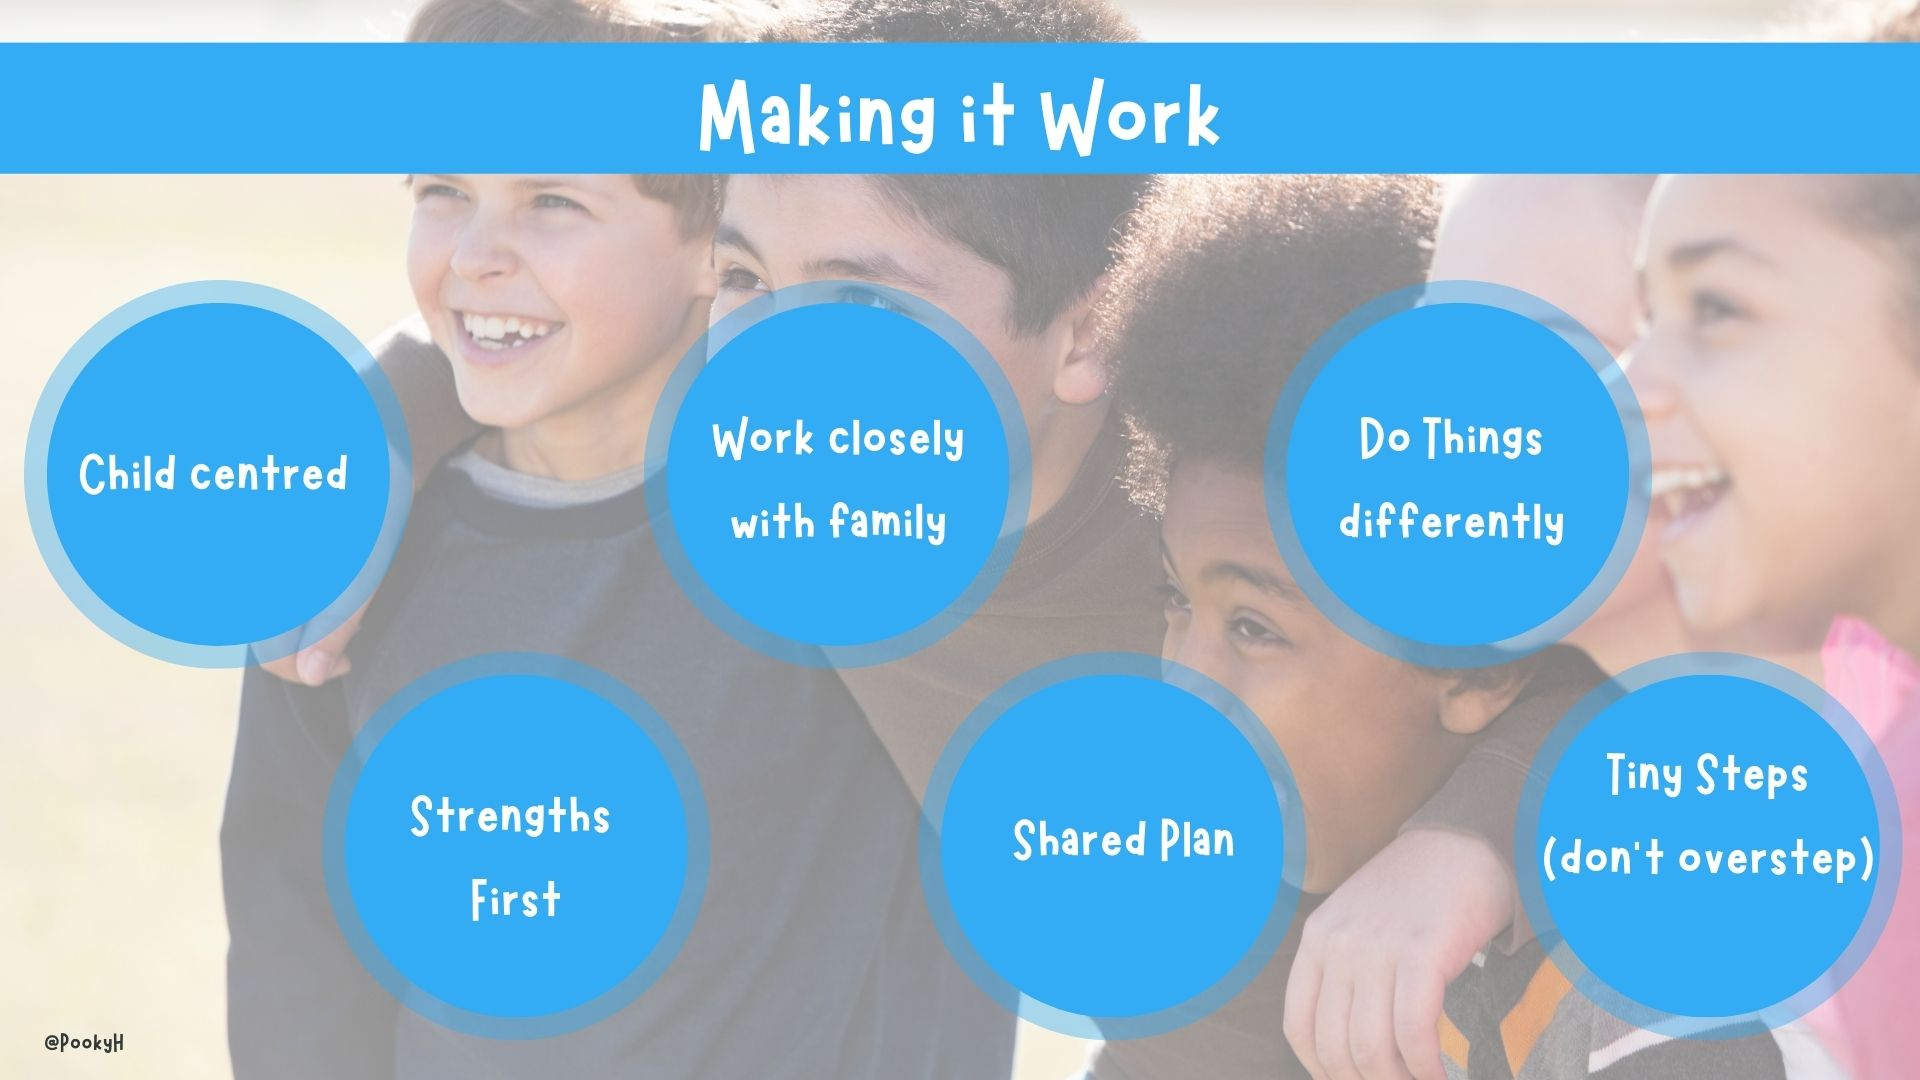 Making it Work
Child centred
Work closely
with family
Do Things
differently
Strengths
First
Shared Plan
Tiny Steps
(don't overstep)
@PookyH